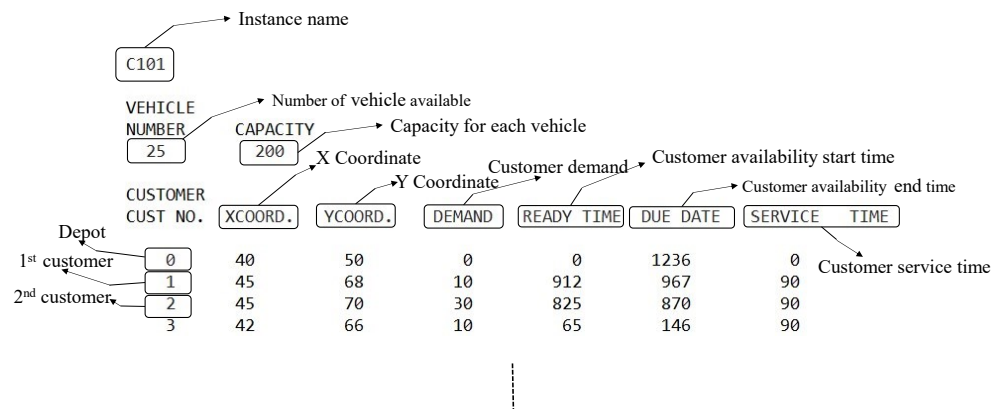 Instance name
C101
VEHICLE
Number of vehicle available
NUMBER CAPACITY
Capacity for each vehicle
25 200
X Coordinate
Customer demand
Customer availability start time
Y Coordinate
Customer availability end time
CUSTOMER
CUST NO. XCOORD. YCOORD. DEMAND READY TIME DUE DATE SERVICE TIME
Depot
0 40 50 0 0 1236 0
1st customer
Customer service time
1 45 68 10 912 967 90
2nd customer
2 45 70 30 825 870 90
3 42 66 10 65 146 90